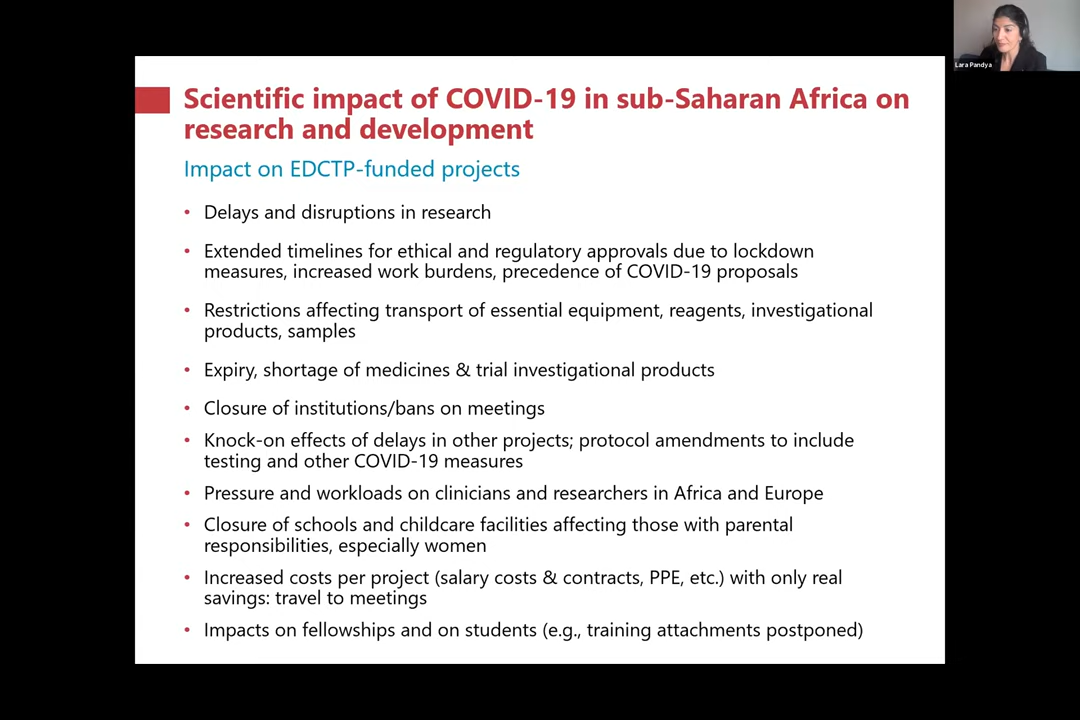 Lara Pandya
Scientific impact of COVID-19 in sub-Saharan Africa on
research and development
Impact on EDCTP-funded projects
• Delays and disruptions in research
• Extended timelines for ethical and regulatory approvals due to lockdown
measures, increased work burdens, precedence of COVID-19 proposals
• Restrictions affecting transport of essential equipment, reagents, investigational
products, samples
• Expiry, shortage of medicines & trial investigational products
• Closure of institutions/bans on meetings
• Knock-on effects of delays in other projects; protocol amendments to include
testing and other COVID-19 measures
• Pressure and workloads on clinicians and researchers in Africa and Europe
• Closure of schools and childcare facilities affecting those with parental
responsibilities, especially women
• Increased costs per project (salary costs & contracts, PPE, etc.) with only real
savings: travel to meetings
• Impacts on fellowships and on students (e.g., training attachments postponed)